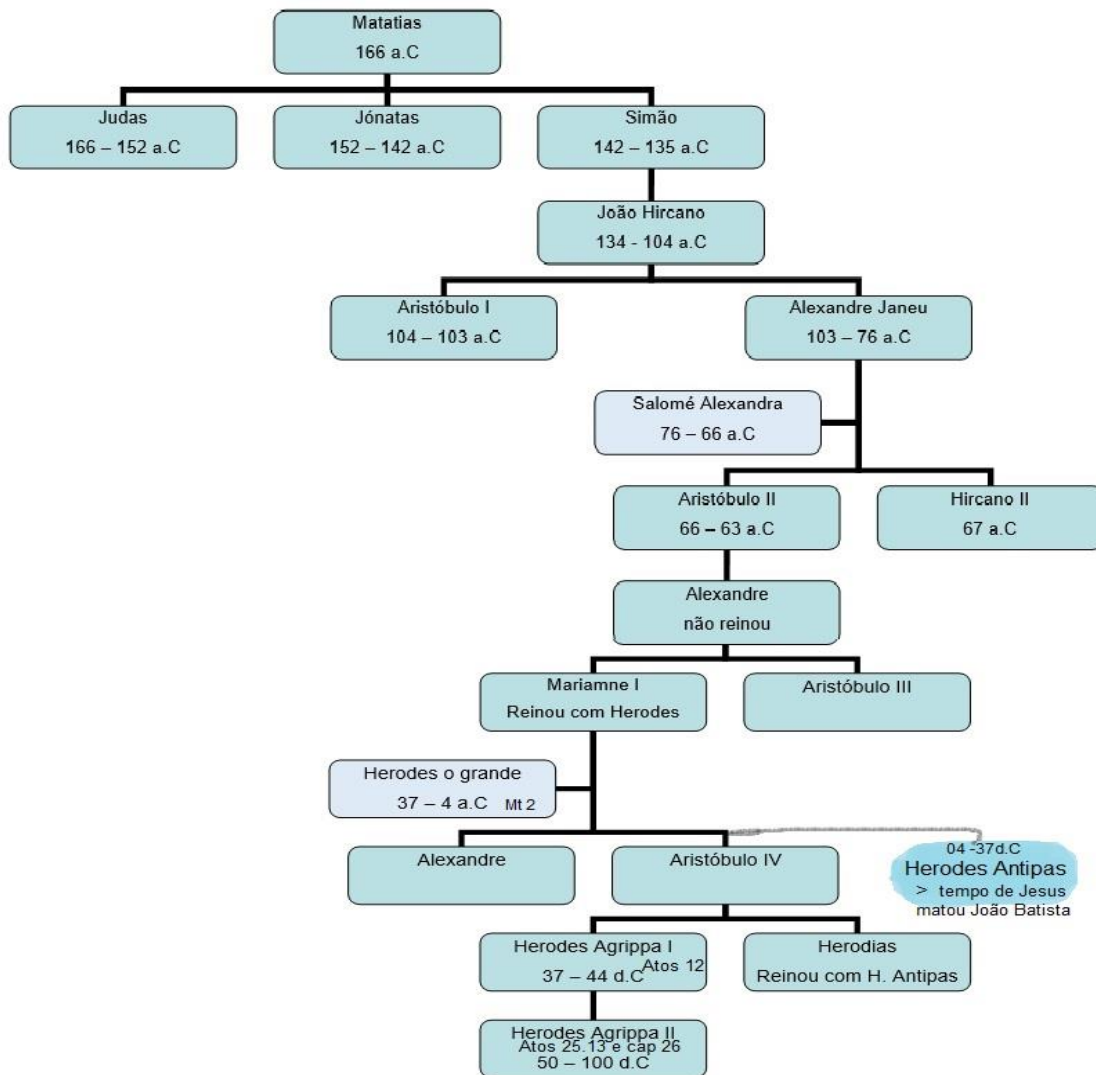 Matatias
166 a.C
Judas
166 – 152 a.C
Jónatas
152 – 142 a.C
Simão
142 – 135 a.C
João Hircano
134 - 104 a.C
Aristóbulo I
104 – 103 a.C
Alexandre Janeu
103 – 76 a.C
Salomé Alexandra
76 – 66 a.C
Aristóbulo II
66 – 63 a.C
Hircano II
67 a.C
Alexandre
não reinou
Mariamne I
Reinou com Herodes
Aristóbulo III
Herodes o grande
37 – 4 a.C Mt 2
Alexandre
Aristóbulo IV
04 -37d.C
Herodes Antipas
> tempo de Jesus
matou João Batista
Herodes Agrippa I
Atos 12
37 – 44 d.C
Herodias
Reinou com H. Antipas
Herodes Agrippa II
Atos 25.13 e cap 26
50 – 100 d.C